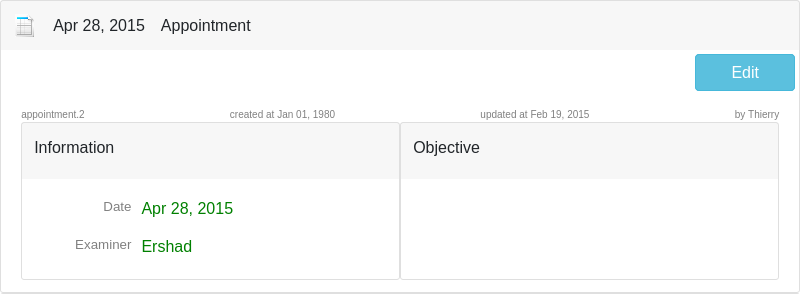 Apr 28, 2015 Appointment
Edit
appointment.2 created at Jan 01, 1980 updated at Feb 19, 2015 by Thierry
Information
Date Apr 28, 2015
Examiner Ershad
Objective